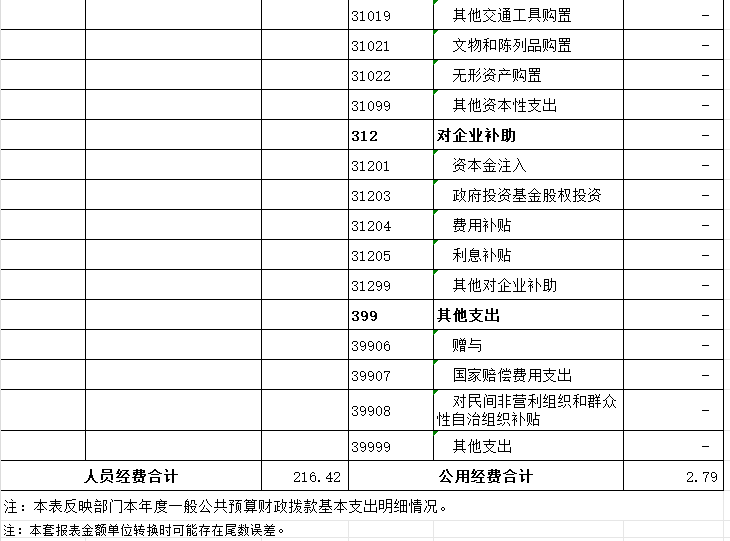 31019 其他交通工具购置 -
31021 文物和陈列品购置 -
31022 无形资产购置 -
31099 其他资本性支出 -
312 对企业补助 -
31201 资本金注入 -
31203 政府投资基金股权投资 -
31204 费用补贴 -
31205 利息补贴 -
31299 其他对企业补助 -
399 其他支出 -
39906 赠与 -
39907 国家赔偿费用支出 -
39908 对民间非营利组织和群众 -
性自治组织补贴
39999 其他支出 -
人员经费合计 216.42 公用经费合计 2.79
注：本表反映部门本年度一般公共预算财政拨款基本支出明细情况。
注：本套报表金额单位转换时可能存在尾数误差。